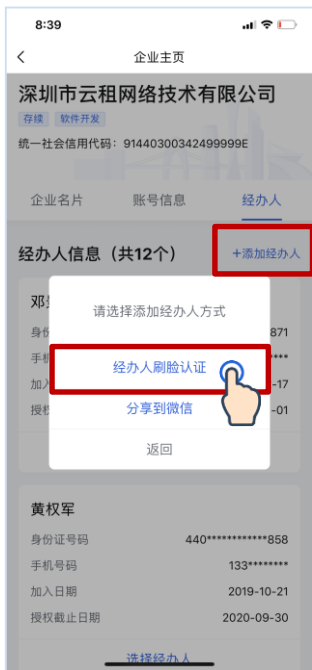 8:39
企业主页
深圳市云租网络技术有限公司
存续 软件开发
统一社会信用代码：91440300342499999E
企业名片 账号信息 经办人
经办人信息（共12个） +添加经办人
邓
请选择添加经办人方式
身份 871
手机 ****
经办人刷脸认证
加入 -17
分享到微信
授权 -01
返回
黄权军
身份证号码 440************858
手机号码 133********
加入日期 2019-10-21
授权截止日期 2020-09-30
选择经办人